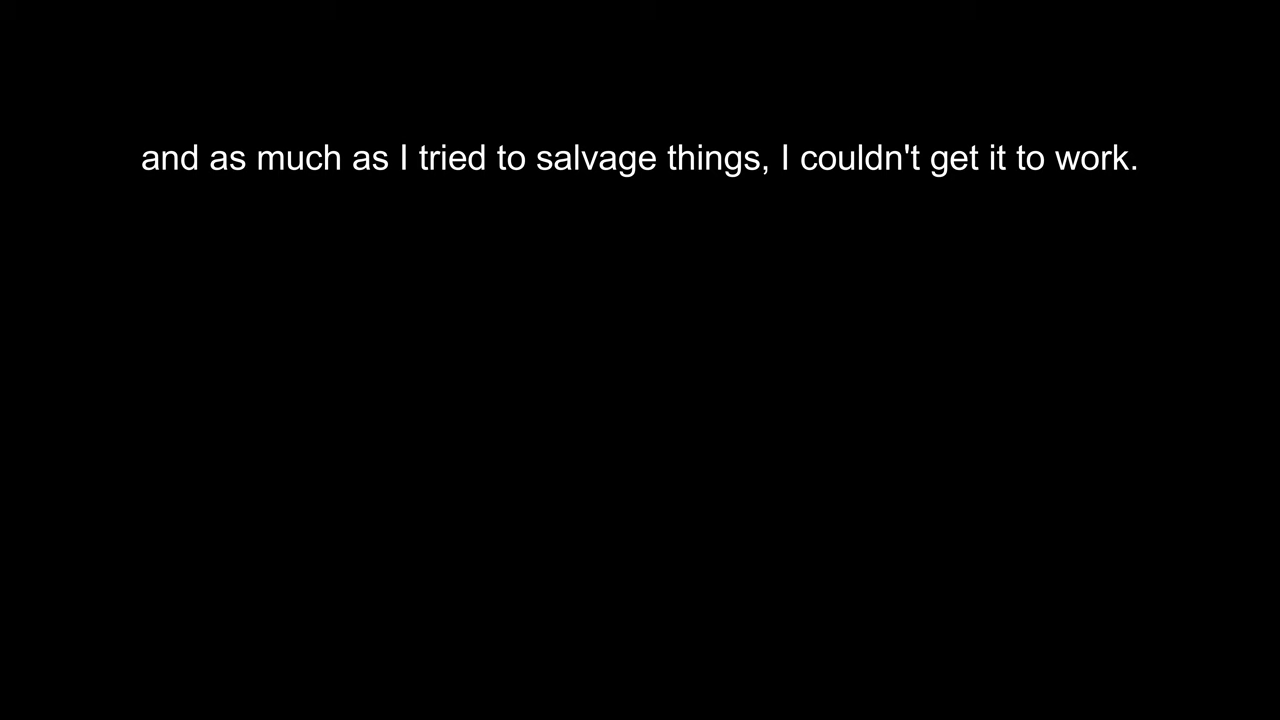 and as much as I tried to salvage things, I couldn't get it to work.